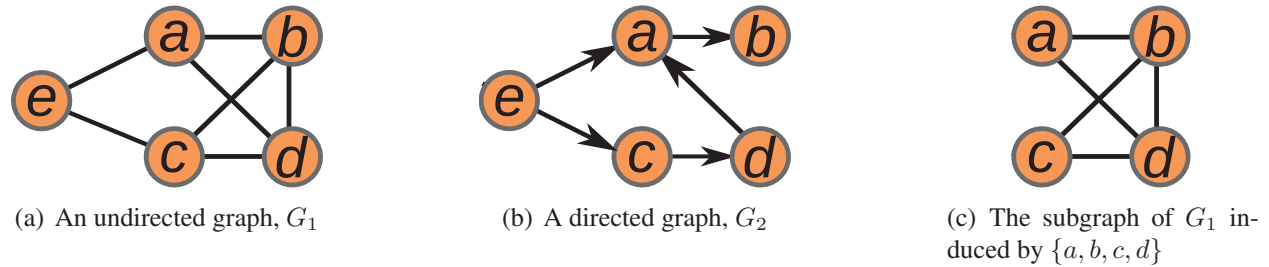 a b
e
c d
(a) An undirected graph, G₁
a b
e
c d
(b) A directed graph, G₂
a b
c d
(c) The subgraph of G₁ in-
duced by {a, b, c, d}